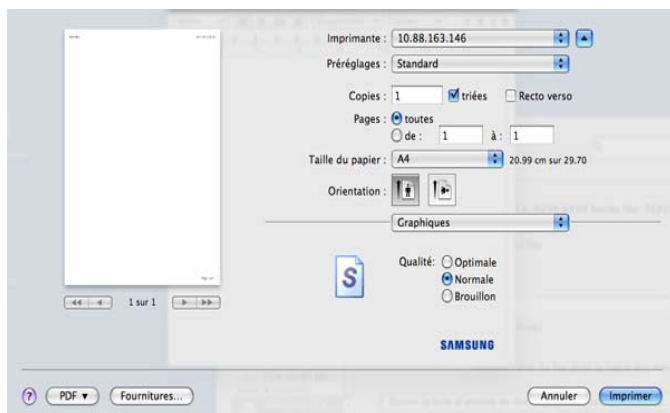 Imprimante : 10.88.163.146
Préréglages : Standard
Copies : 1 triées Recto verso
Pages : toutes
de : 1 à : 1
Taille du papier : A4 20.99 cm sur 29.70
Orientation :
Graphiques
Qualité: Optimale
Normale
Brouillon
S
1 sur 1
SAMSUNG
? PDF ▼ Fournitures... Annuler Imprimer